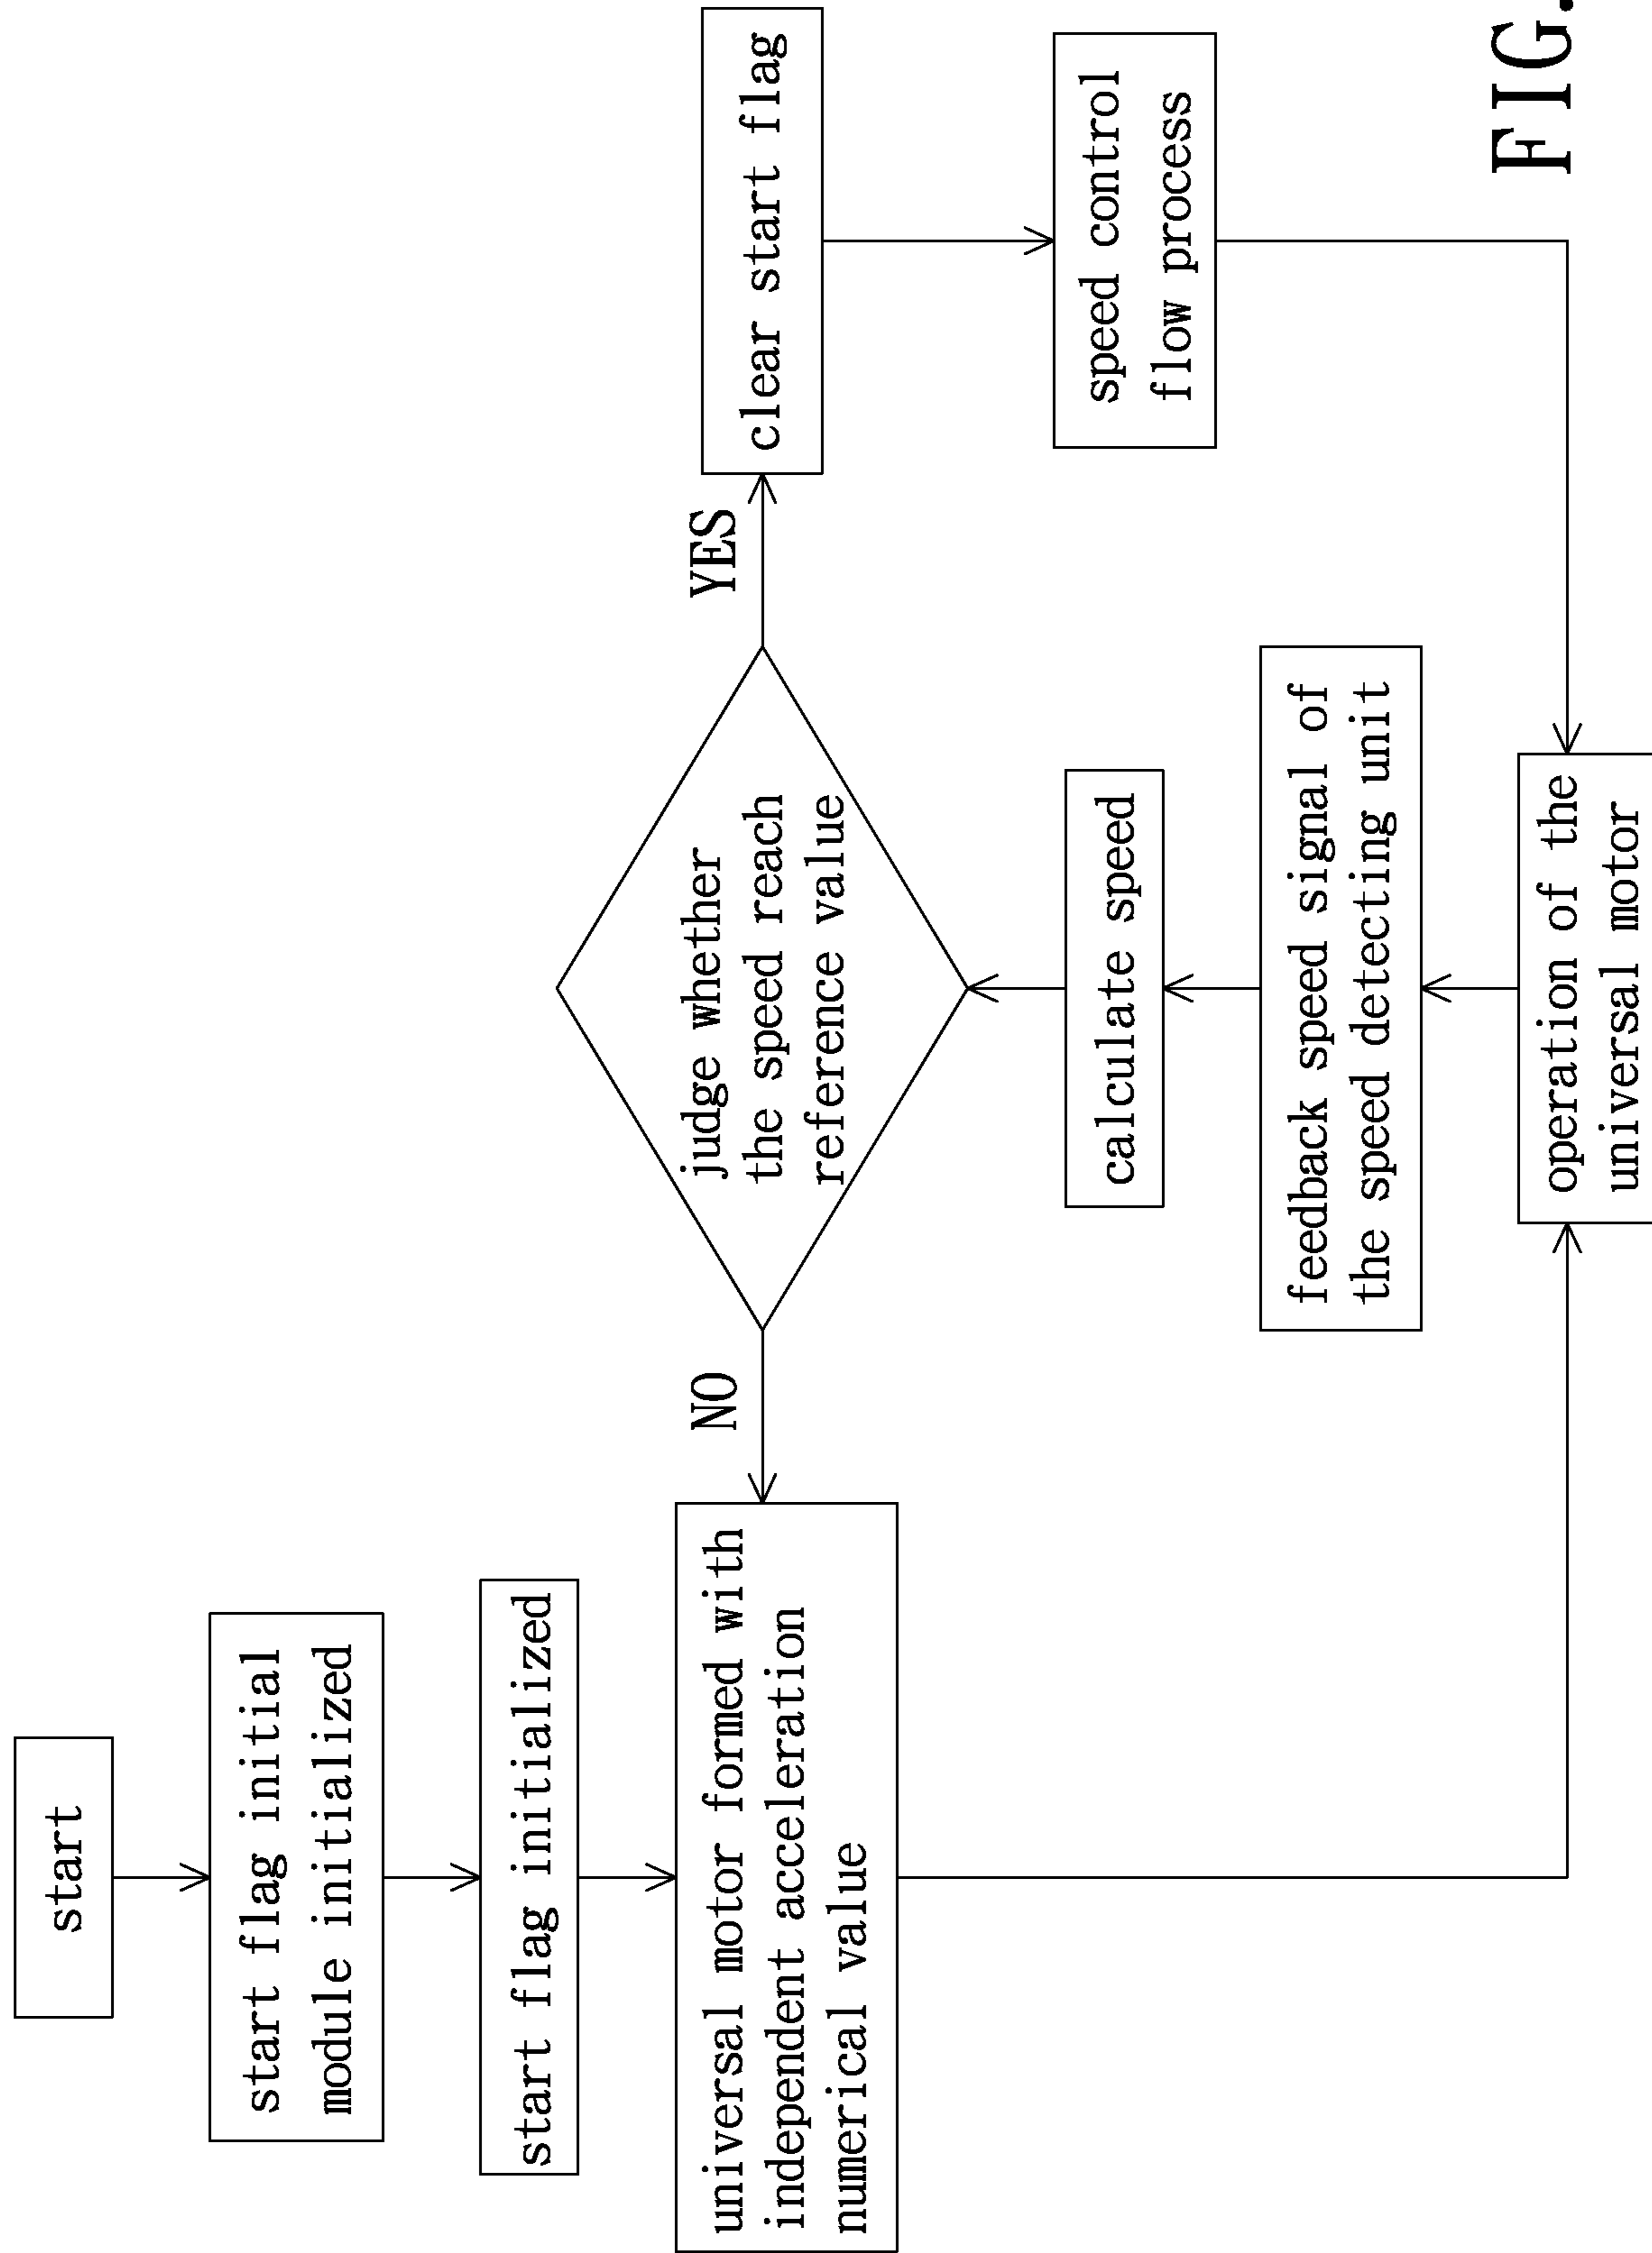 start
start flag initial
module initialized
start flag initialized
universal motor formed with
independent acceleration
numerical value
NO
judge whether
the speed reach
reference value
YES
clear start flag
speed control
flow process
calculate speed
feedback speed signal of
the speed detecting unit
operation of the
universal motor
FIG.